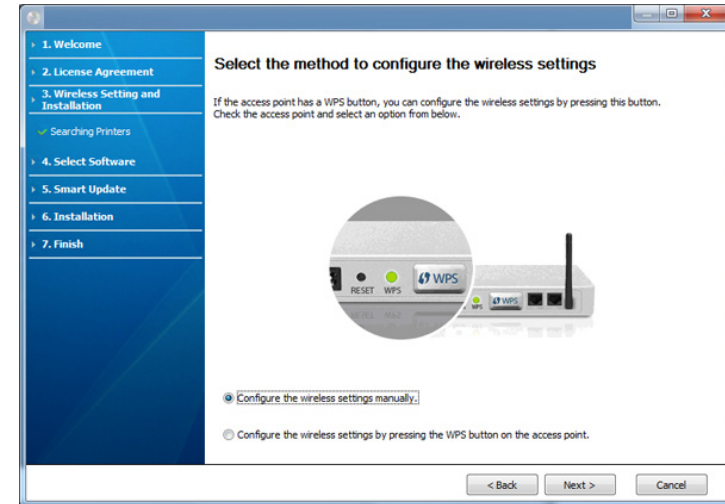 1. Welcome
2. License Agreement
3. Wireless Setting and
Installation
Searching Printers
4. Select Software
5. Smart Update
6. Installation
7. Finish
Select the method to configure the wireless settings
If the access point has a WPS button, you can configure the wireless settings by pressing this button.
Check the access point and select an option from below.
RESET WPS WPS
WPS WPS
Configure the wireless settings manually.
Configure the wireless settings by pressing the WPS button on the access point.
< Back Next > Cancel